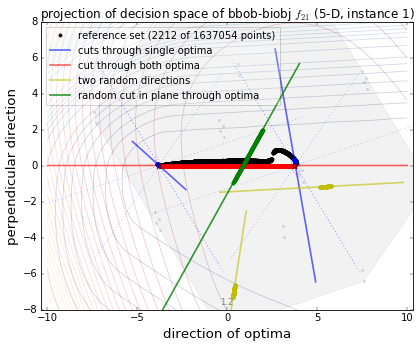 projection of decision space of bbob-biobj f21 (5-D, instance 1)
reference set (2212 of 1637054 points)
cuts through single optima
cut through both optima
two random directions
random cut in plane through optima
perpendicular direction
8
6
4
2
0
−2
−4
−6
−8
1.2
−10
−5
0
5
10
direction of optima